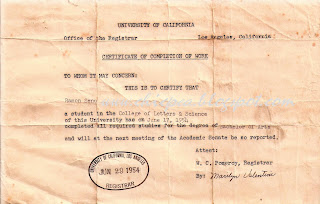 UNIVERSITY OF CALIFORNIA
Office of the Registrar Los Angeles, California
CERTIFICATE OF COMPLETION OF WORK
TO WHOM IT MAY CONCERN:
THIS IS TO CERTIFY THAT
Ramon
a student in the College of Letters & Science
of this University has on June 17, 1954
completed all required studies for the degree of Bachelor of Arts
and will at the next meeting of the Academic Senate be so reported.
Attest:
W. C. Pomeroy, Registrar
By: Marilyn Valentine
UNIVERSITY OF CALIFORNIA, LOS ANGELES
JUN 28 1954
REGISTRAR